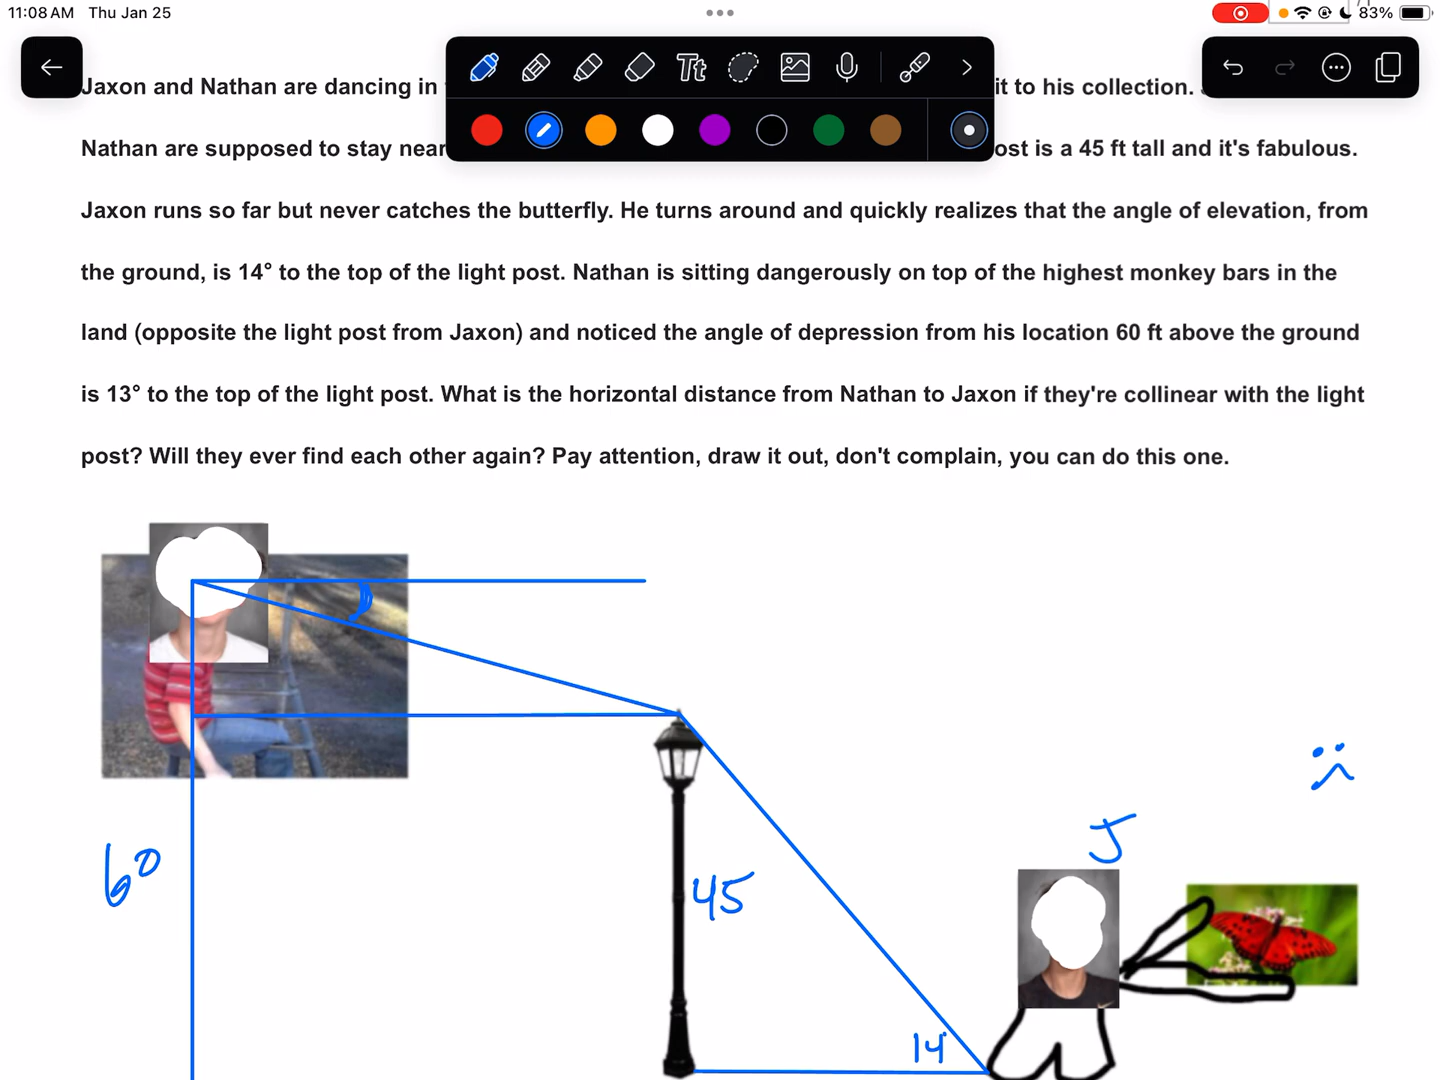 11:08 AM Thu Jan 25
83%
Tt
Jaxon and Nathan are dancing in it to his collection.
Nathan are supposed to stay near ost is a 45 ft tall and it's fabulous.
Jaxon runs so far but never catches the butterfly. He turns around and quickly realizes that the angle of elevation, from
the ground, is 14° to the top of the light post. Nathan is sitting dangerously on top of the highest monkey bars in the
land (opposite the light post from Jaxon) and noticed the angle of depression from his location 60 ft above the ground
is 13° to the top of the light post. What is the horizontal distance from Nathan to Jaxon if they're collinear with the light
post? Will they ever find each other again? Pay attention, draw it out, don't complain, you can do this one.
J
60
45
14